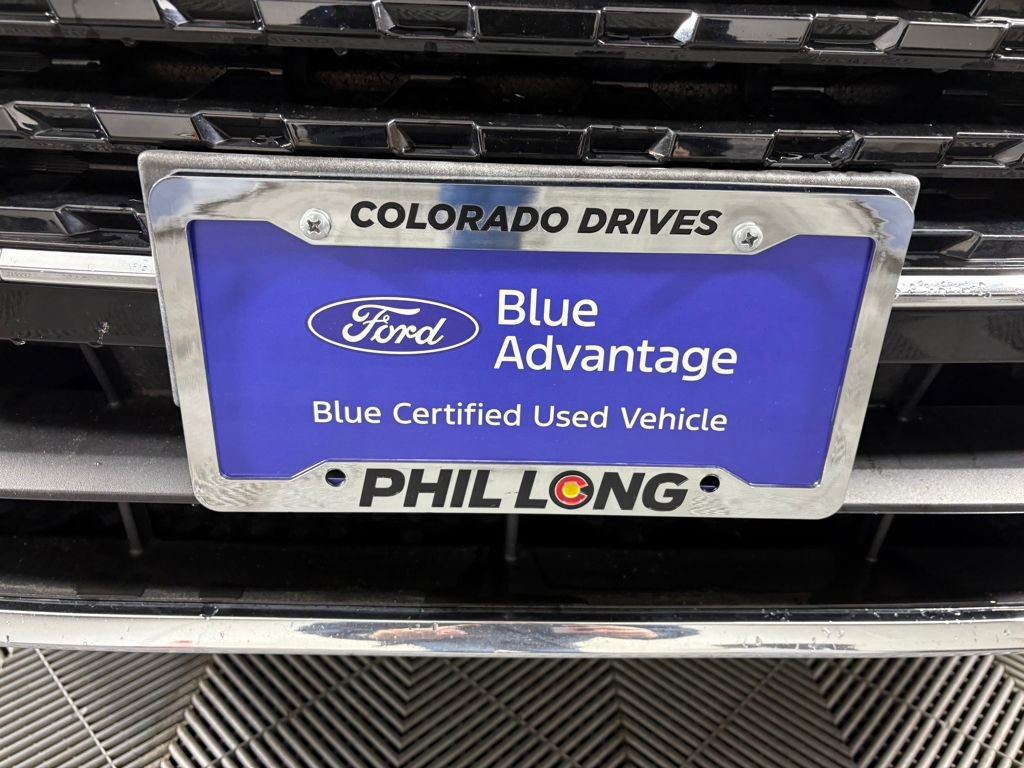 COLORADO DRIVES
Ford
Blue
Advantage
Blue Certified Used Vehicle
PHIL LONG